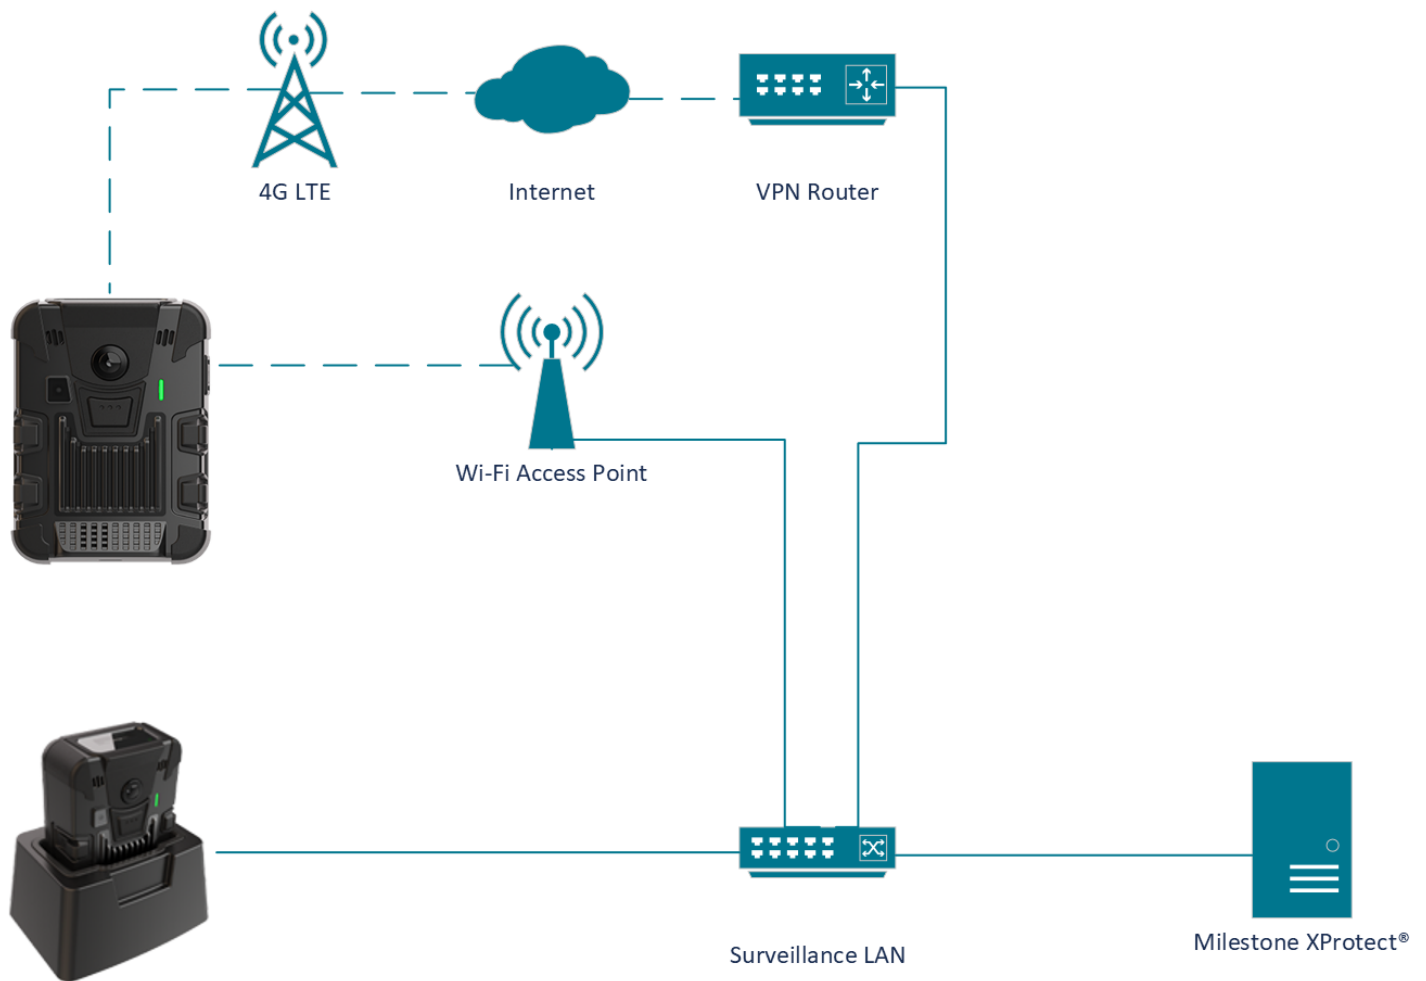 4G LTE
Internet
VPN Router
Wi-Fi Access Point
Surveillance LAN
Milestone XProtect®